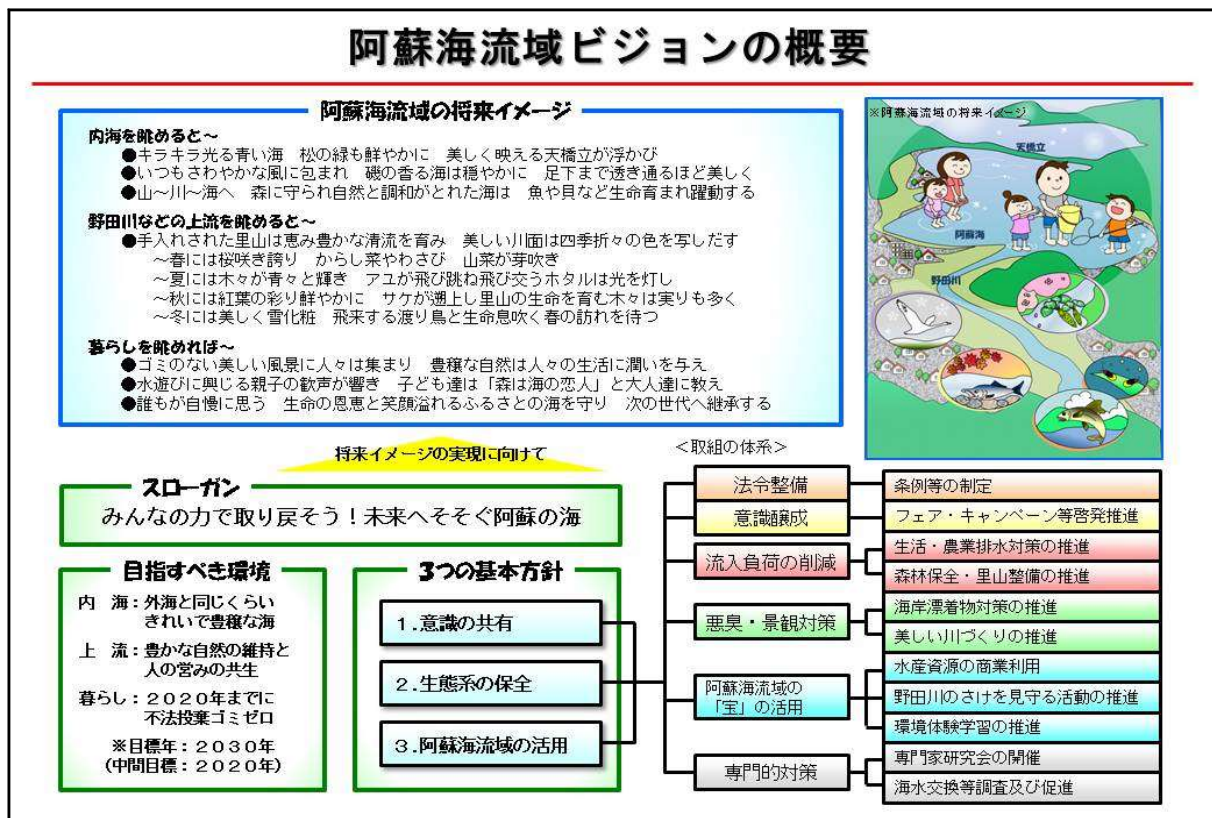 阿蘇海流域ビジョンの概要
阿蘇海流域の将来イメージ
内海を眺めると～
●キラキラ光る青い海　松の緑も鮮やかに　美しく映える天橋立が浮かび
●いつもさわやかな風に包まれ　磯の香る海は穏やかに　足下まで透き通るほど美しく
●山～川～海へ　森に守られ自然と調和がとれた海は　魚や貝など生命育まれ躍動する
野田川などの上流を眺めると～
●手入れされた里山は恵み豊かな清流を育み　美しい川面は四季折々の色を写しだす
～春には桜咲き誇り　からし菜やわさび　山菜が芽吹き
～夏には木々が青々と輝き　アユが飛び跳ね飛び交うホタルは光を灯し
～秋には紅葉の彩り鮮やかに　サケが遡上し里山の生命を育む木々は実りも多く
～冬には美しく雪化粧　飛来する渡り鳥と生命息吹く春の訪れを待つ
暮らしを眺めれば～
●ゴミのない美しい風景に人々は集まり　豊穣な自然は人々の生活に潤いを与え
●水遊びに興じる親子の歓声が響き　子ども達は「森は海の恋人」と大人達に教え
●誰もが自慢に思う　生命の恩恵と笑顔溢れるふるさとの海を守り　次の世代へ継承する
※阿蘇海流域の将来イメージ
天橋立
阿蘇海
野田川
将来イメージの実現に向けて
スローガン
みんなの力で取り戻そう！未来へそそぐ阿蘇の海
目指すべき環境
内　海：外海と同じくらい
きれいで豊穣な海
上　流：豊かな自然の維持と
人の営みの共生
暮らし：２０２０年までに
不法投棄ゴミゼロ
※目標年：２０３０年
（中間目標：２０２０年）
３つの基本方針
１．意識の共有
２．生態系の保全
３．阿蘇海流域の活用
＜取組の体系＞
法令整備
条例等の制定
意識醸成
フェア・キャンペーン等啓発推進
流入負荷の削減
生活・農業排水対策の推進
森林保全・里山整備の推進
悪臭・景観対策
海岸漂着物対策の推進
美しい川づくりの推進
阿蘇海流域の
「宝」の活用
水産資源の商業利用
野田川のさけを見守る活動の推進
環境体験学習の推進
専門的対策
専門家研究会の開催
海水交換等調査及び促進